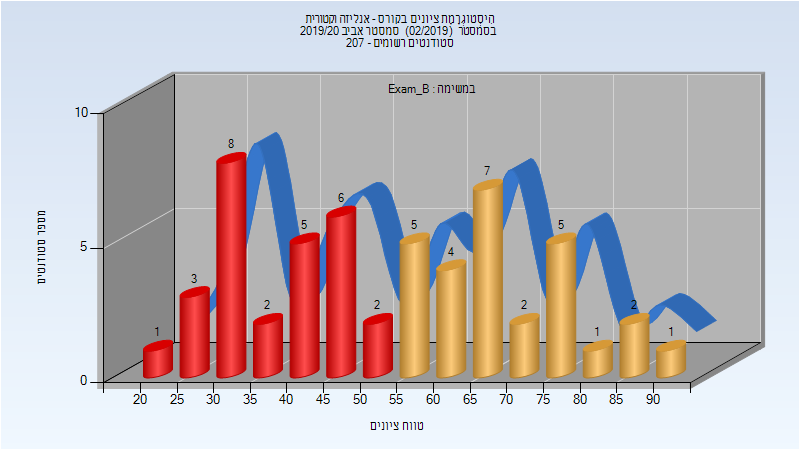 היסטוגרמת ציונים בקורס - אנליזה וקטורית
בסמסטר (02/2019) סמסטר אביב 2019/20
סטודנטים רשומים - 207
במשימה : Exam_B
מספר סטודנטים
10
5
0
1
3
8
2
5
6
2
5
4
7
2
5
1
2
1
20 25 30 35 40 45 50 55 60 65 70 75 80 85 90
טווח ציונים